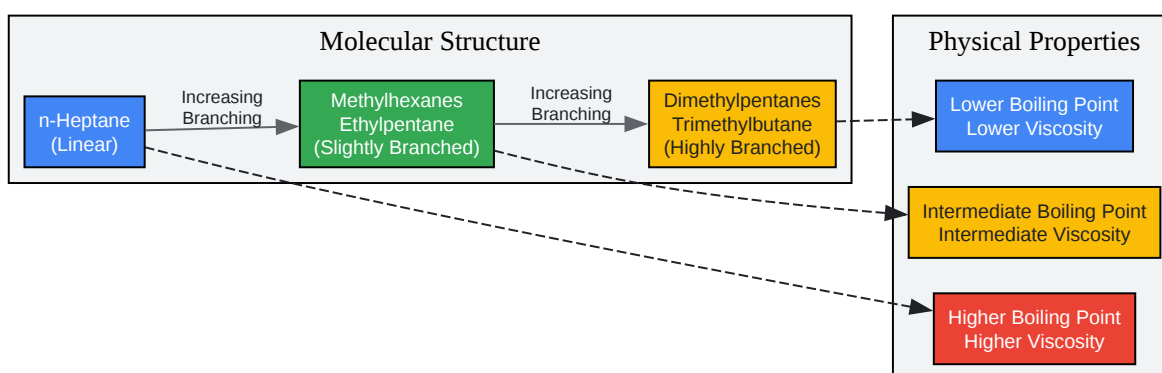 Molecular Structure
n-Heptane
(Linear)
Increasing
Branching
Methylhexanes
Ethylpentane
(Slightly Branched)
Increasing
Branching
Dimethylpentanes
Trimethylbutane
(Highly Branched)
Physical Properties
Lower Boiling Point
Lower Viscosity
Intermediate Boiling Point
Intermediate Viscosity
Higher Boiling Point
Higher Viscosity